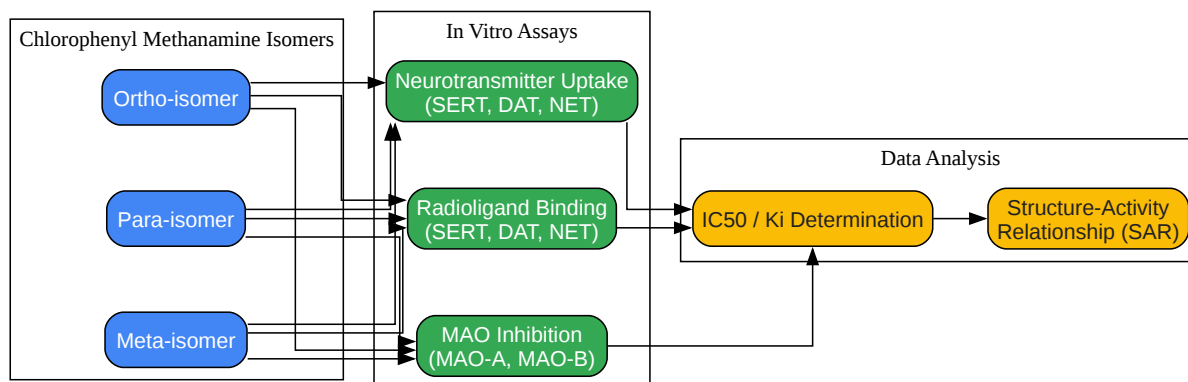 Chlorophenyl Methanamine Isomers
Ortho-isomer
Para-isomer
Meta-isomer
In Vitro Assays
Neurotransmitter Uptake
(SERT, DAT, NET)
Radioligand Binding
(SERT, DAT, NET)
MAO Inhibition
(MAO-A, MAO-B)
Data Analysis
IC50 / Ki Determination
Structure-Activity
Relationship (SAR)